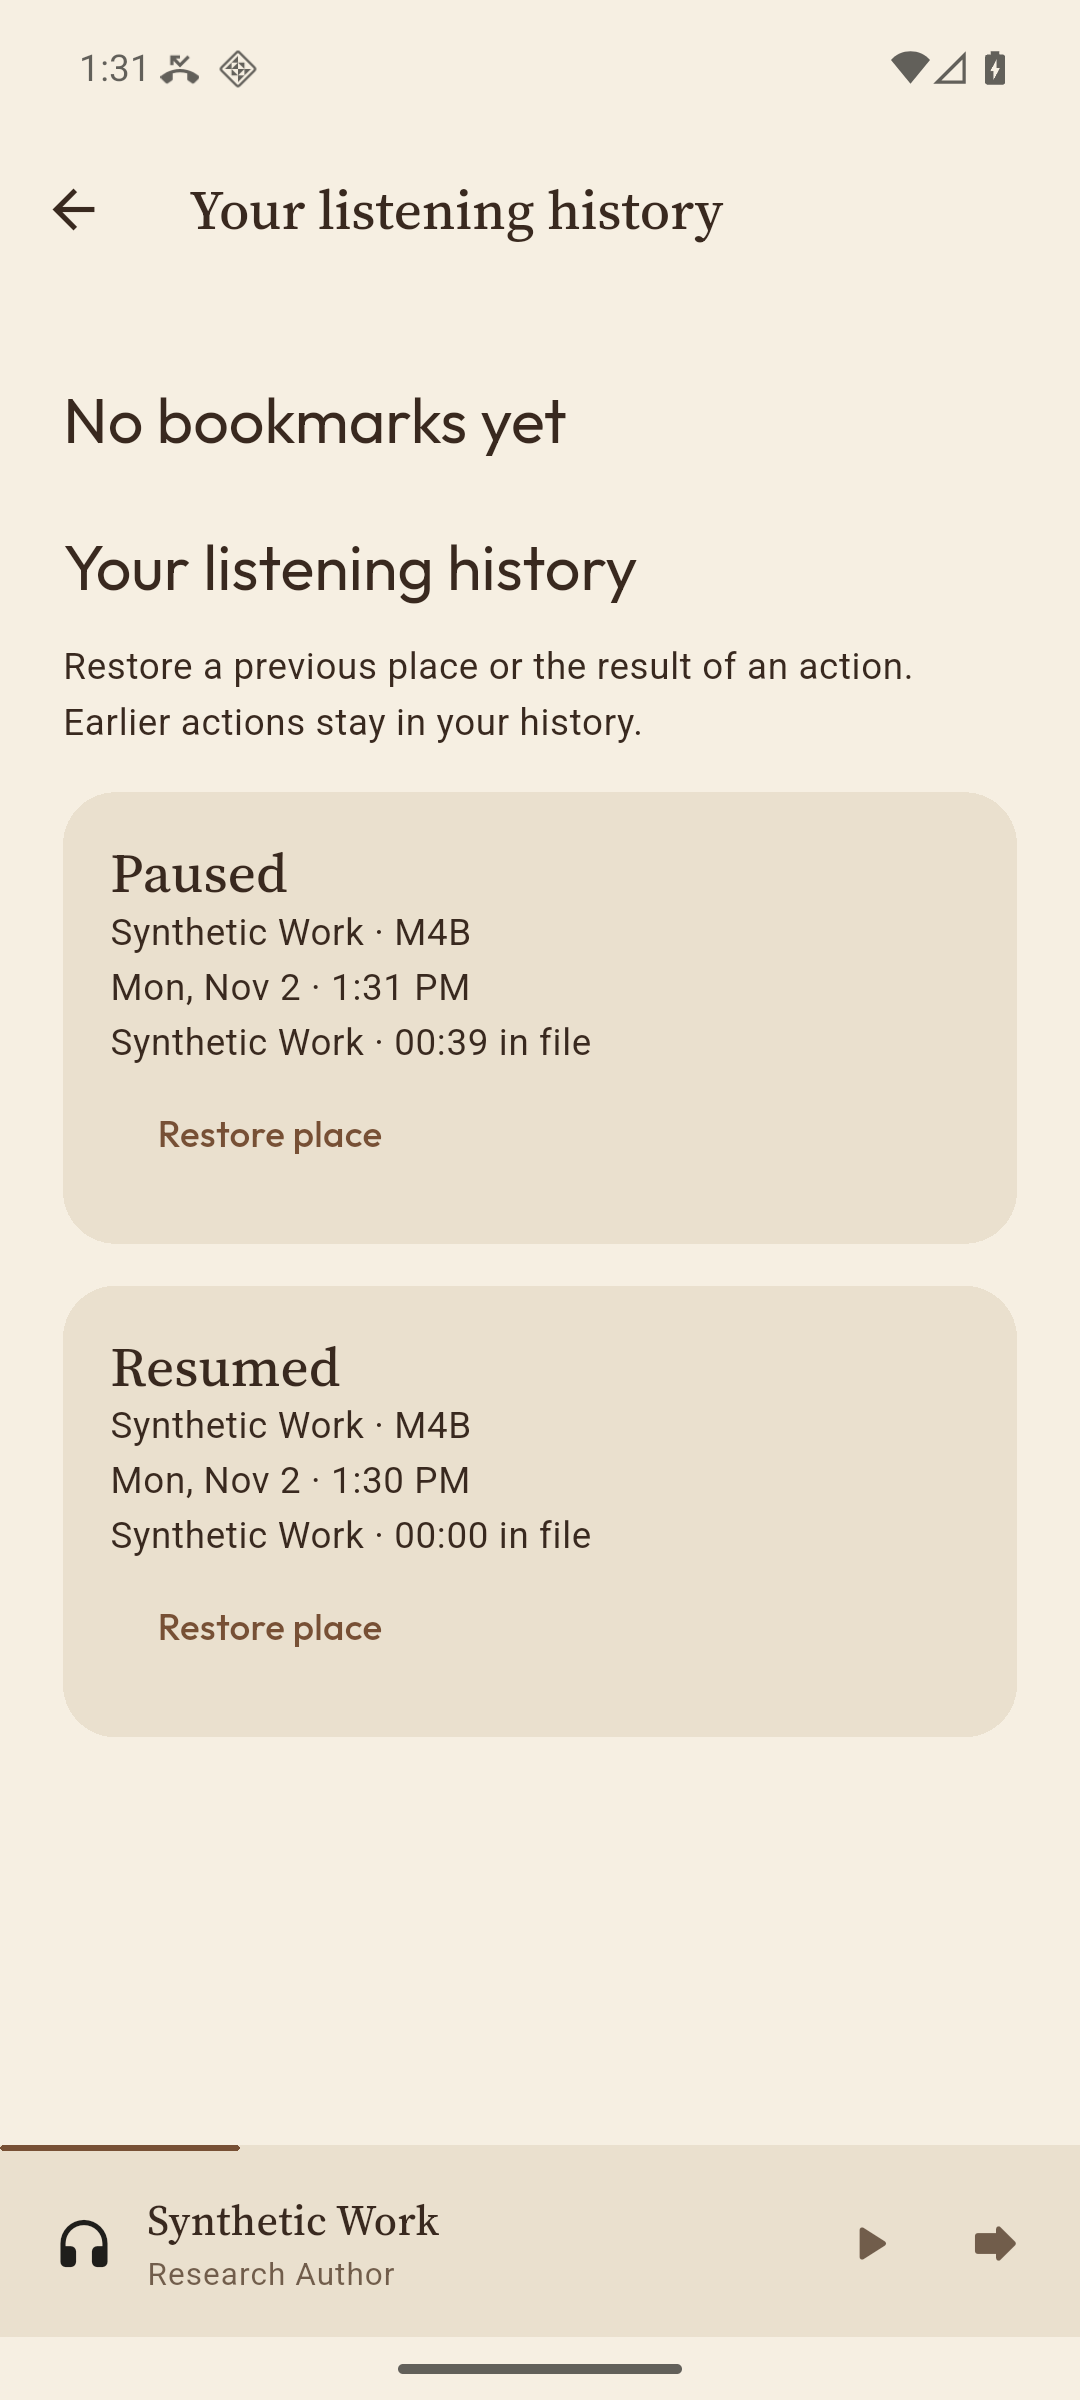 1:31
Your listening history
No bookmarks yet
Your listening history
Restore a previous place or the result of an action.
Earlier actions stay in your history.
Paused
Synthetic Work · M4B
Mon, Nov 2 · 1:31 PM
Synthetic Work · 00:39 in file
Restore place
Resumed
Synthetic Work · M4B
Mon, Nov 2 · 1:30 PM
Synthetic Work · 00:00 in file
Restore place
Synthetic Work
Research Author